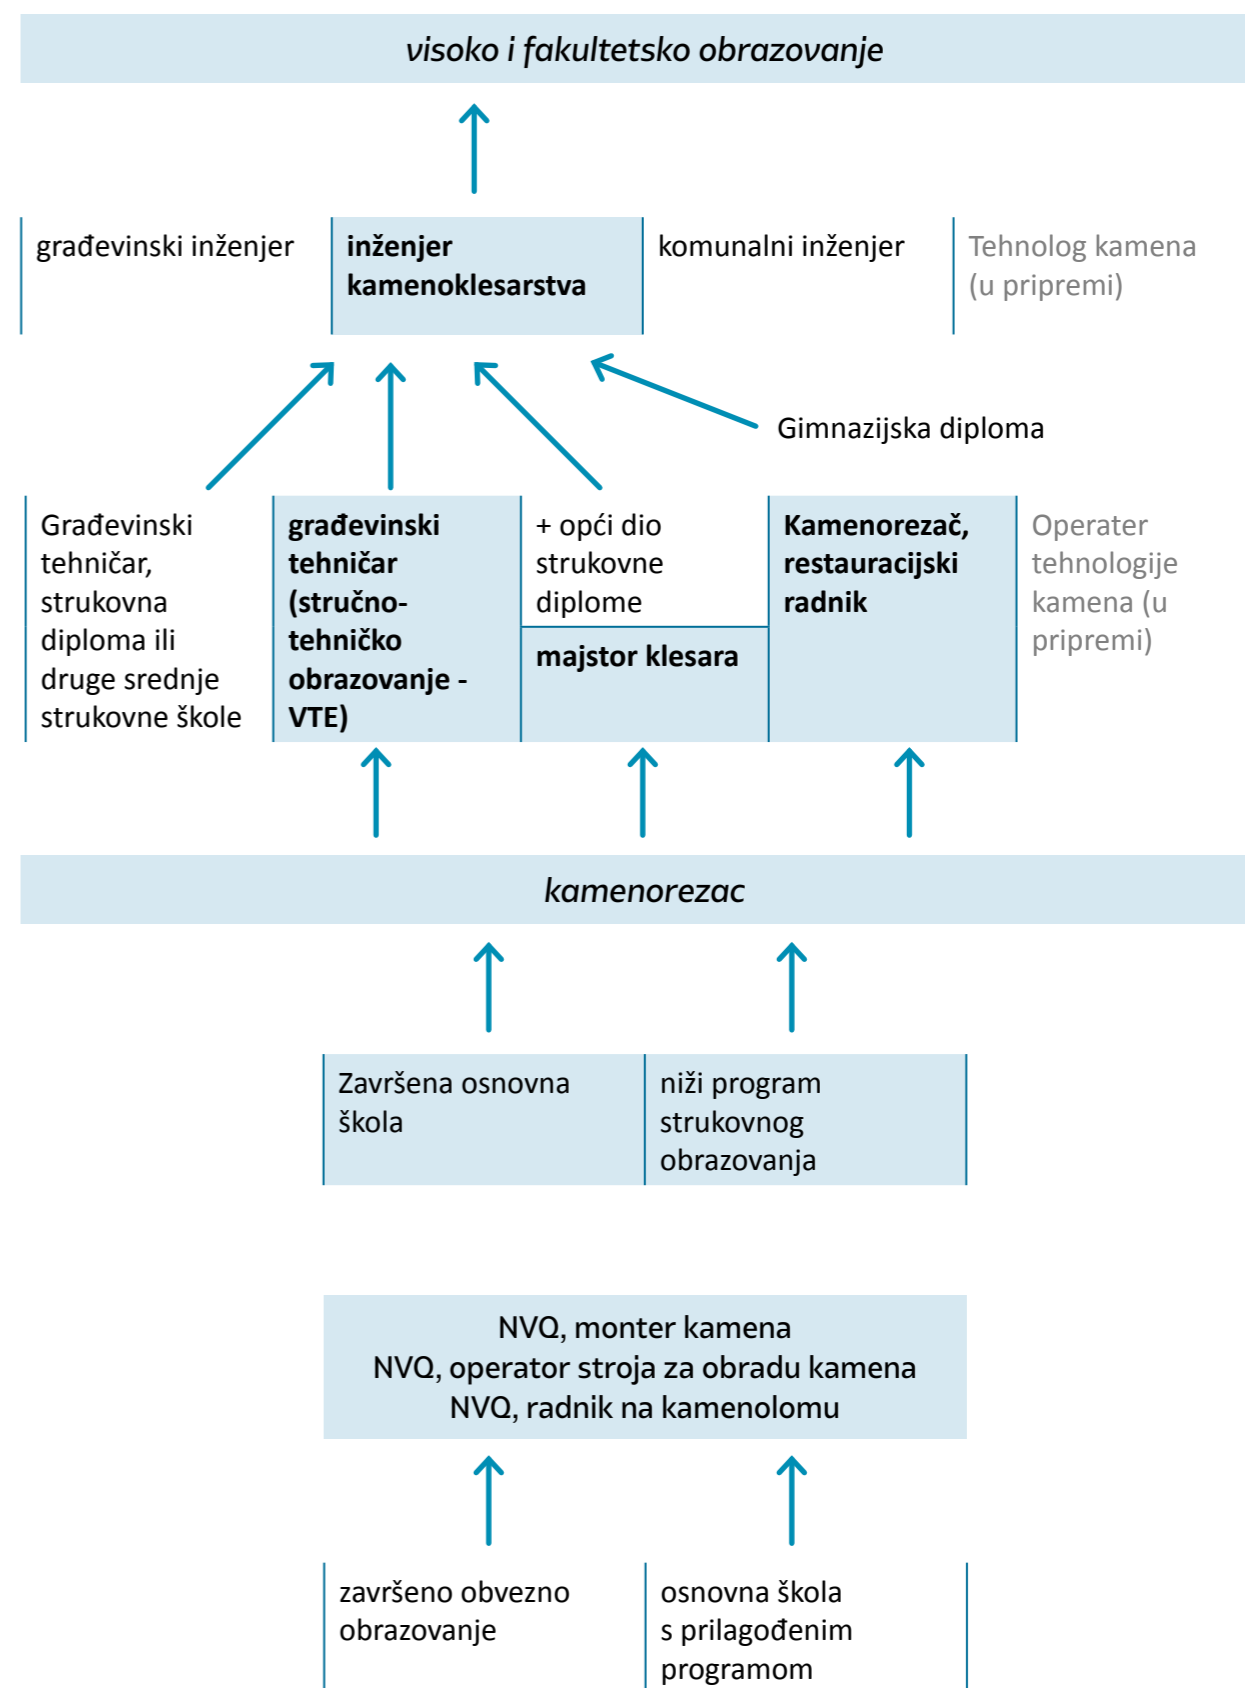 visoko i fakultetsko obrazovanje
građevinski inženjer
inženjer
kamenoklesarstva
komunalni inženjer
Tehnolog kamena
(u pripremi)
Gimnazijska diploma
Građevinski
tehničar,
strukovna
diploma ili
druge srednje
strukovne škole
građevinski
tehničar
(stručno-
tehničko
obrazovanje -
VTE)
+ opći dio
strukovne
diplome
majstor klesara
Kamenorezač,
restauracijski
radnik
Operater
tehnologije
kamena (u
pripremi)
kamenorezac
Završena osnovna
škola
niži program
strukovnog
obrazovanja
NVQ, monter kamena
NVQ, operator stroja za obradu kamena
NVQ, radnik na kamenolomu
završeno obvezno
obrazovanje
osnovna škola
s prilagođenim
programom